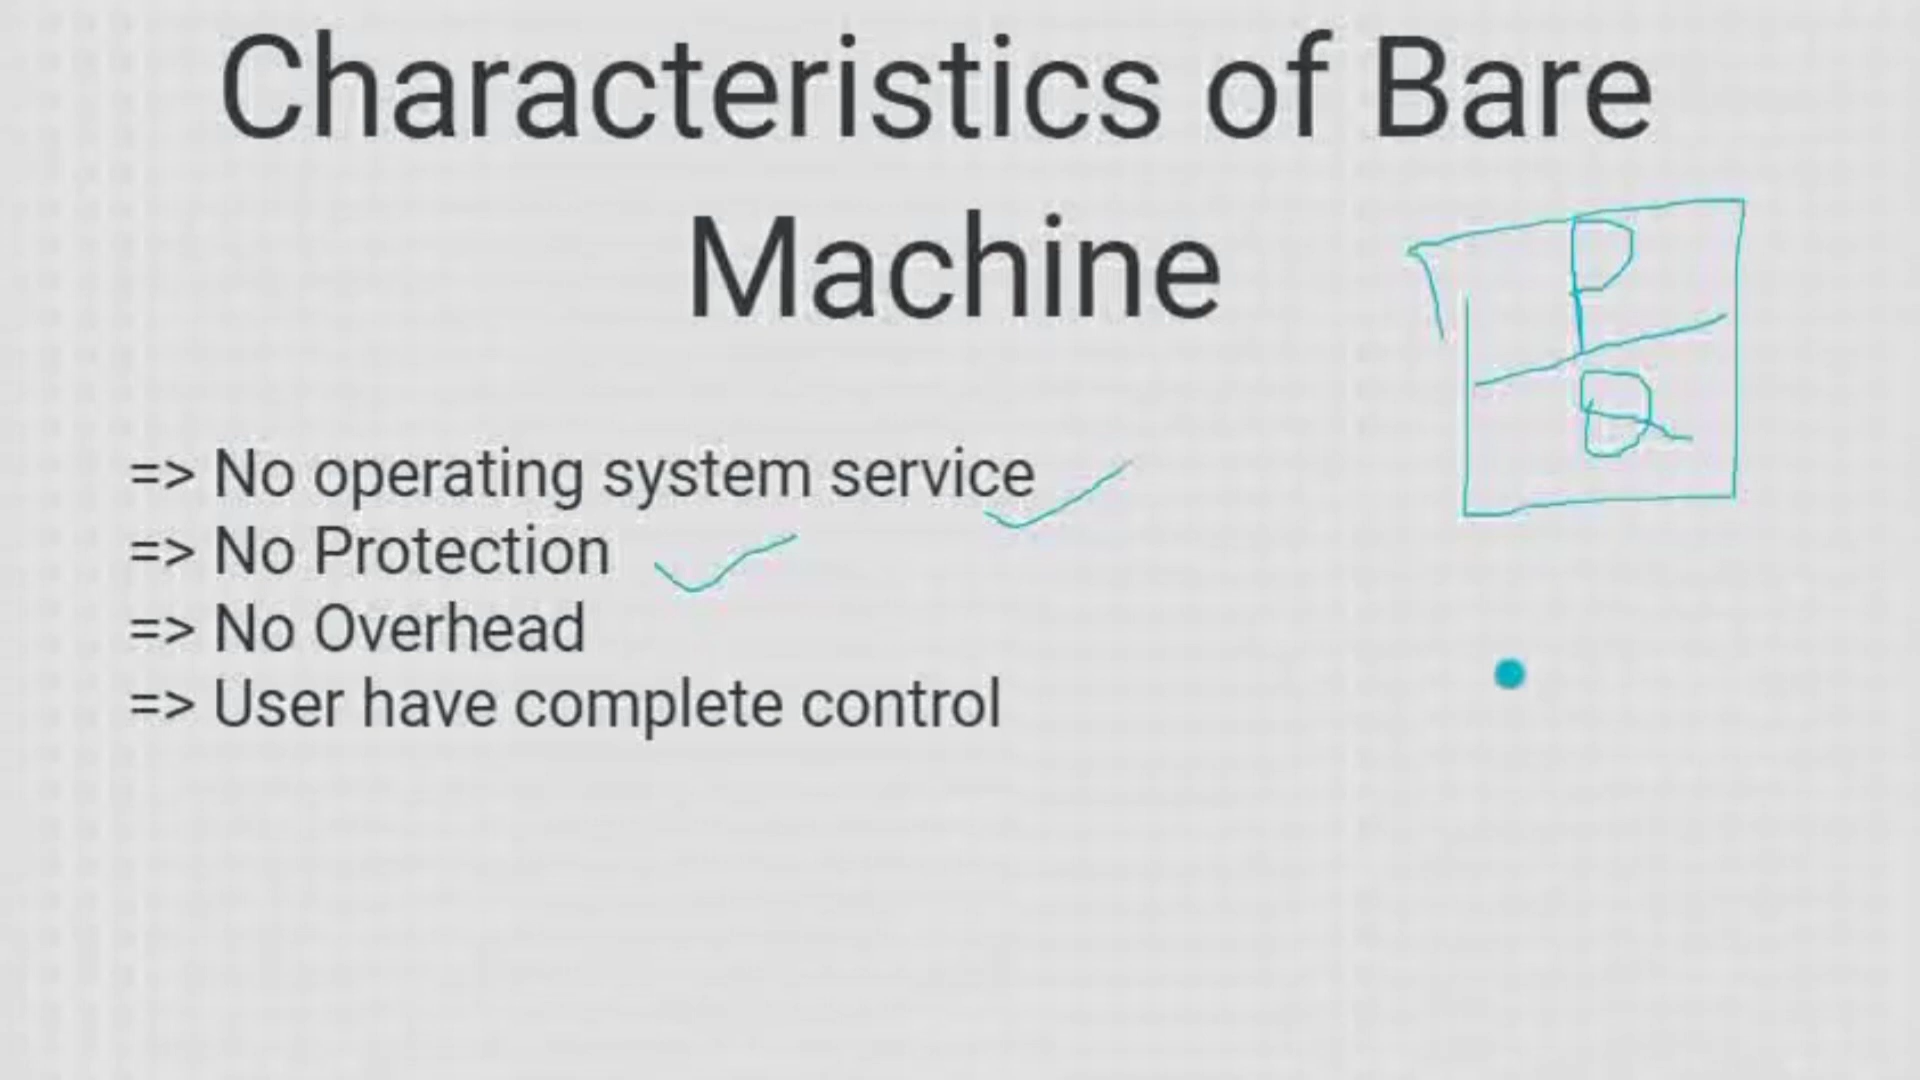 Characteristics of Bare
Machine
P
=> No operating system service
=> No Protection
=> No Overhead
=> User have complete control